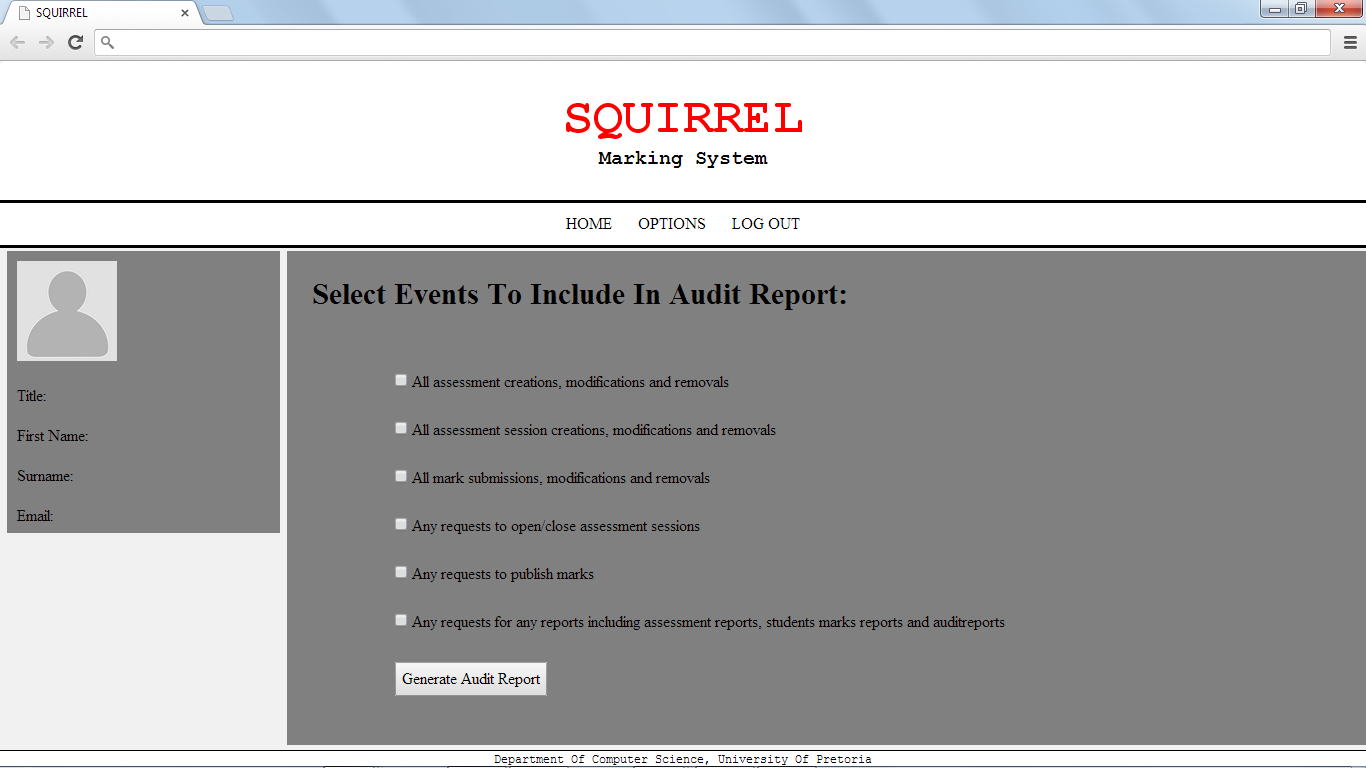 SQUIRREL
SQUIRREL
Marking System
HOME OPTIONS LOG OUT
Title:
First Name:
Surname:
Email:
Select Events To Include In Audit Report:
All assessment creations, modifications and removals
All assessment session creations, modifications and removals
All mark submissions, modifications and removals
Any requests to open/close assessment sessions
Any requests to publish marks
Any requests for any reports including assessment reports, students marks reports and auditreports
Generate Audit Report
Department Of Computer Science, University Of Pretoria